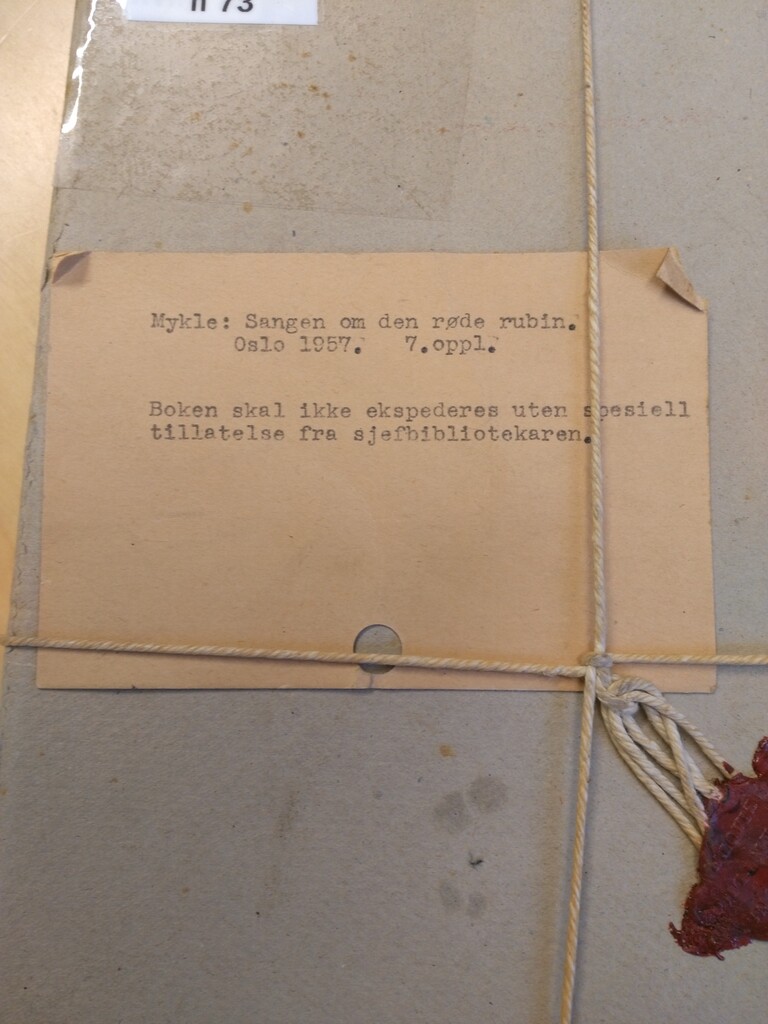 73
Mykle: Sangen om den røde rubin.
Oslo 1957. 7.oppl.
Boken skal ikke ekspederes uten spesiell
tillatelse fra sjefbibliotekaren.